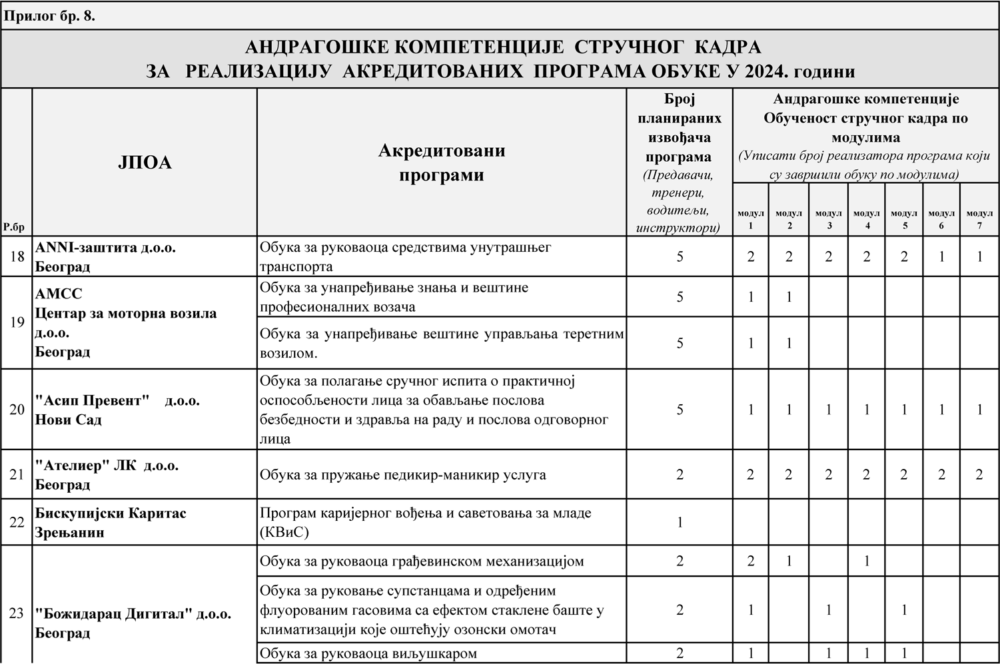 Прилог бр. 8.
АНДРАГОШКЕ КОМПЕТЕНЦИЈЕ СТРУЧНОГ КАДРА
ЗА РЕАЛИЗАЦИЈУ АКРЕДИТОВАНИХ ПРОГРАМА ОБУКЕ У 2024. години
Р.бр
ЈПОА
Акредитовани
програми
Број
планираних
извођача
програма
(Предавачи,
тренери,
водитељи,
инструктори)
Андрагошке компетенције
Обученост стручног кадра по
модулима
(Уписати број реализатора програма који
су завршили обуку по модулима)
модул
1
модул
2
модул
3
модул
4
модул
5
модул
6
модул
7
18
ANNI-заштита д.о.о.
Београд
Обука за руковаоца средствима унутрашњег
транспорта
5 2 2 2 2 2 1 1
19
АМСС
Центар за моторна возила
д.о.о.
Београд
Обука за унапређивање знања и вештине
професионалних возача
5 1 1
Обука за унапређивање вештине управљања теретним
возилом.
5 1 1
20
"Асип Превент" д.о.о.
Нови Сад
Обука за полагање сручног испита о практичној
оспособљености лица за обављање послова
безбедности и здравља на раду и послова одговорног
лица
5 1 1 1 1 1 1 1
21
"Ателиер" ЛК д.о.о.
Београд
Обука за пружање педикир-маникир услуга
2 2 2 2 2 2 2 2
22
Бискупијски Каритас
Зрењанин
Програм каријерног вођења и саветовања за младе
(КВиС)
1
23
"Божидарац Дигитал" д.о.о.
Београд
Обука за руковаоца грађевинском механизацијом
2 2 1 1
Обука за руковање супстанцама и одређеним
флуорованим гасовима са ефектом стаклене баште у
климатизацији које оштећују озонски омотач
2 1 1 1
Обука за руковаоца виљушкаром
2 1 1 1 1